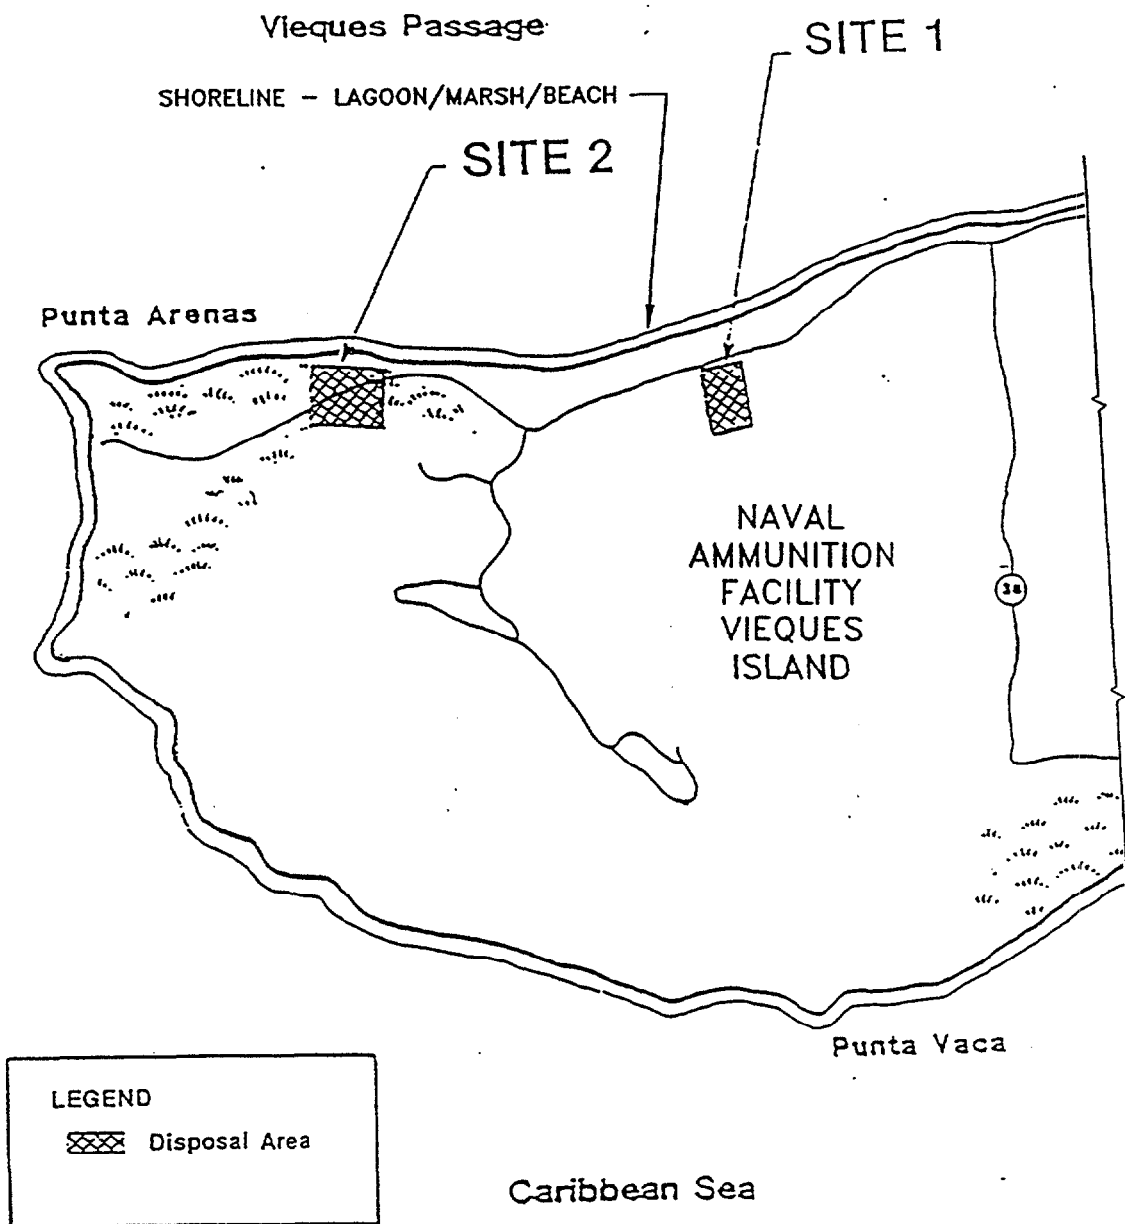 Vieques Passage
SITE 1
SHORELINE - LAGOON/MARSH/BEACH
SITE 2
Punta Arenas
NAVAL
AMMUNITION
FACILITY
VIEQUES
ISLAND
Punta Vaca
LEGEND
Disposal Area
Caribbean Sea